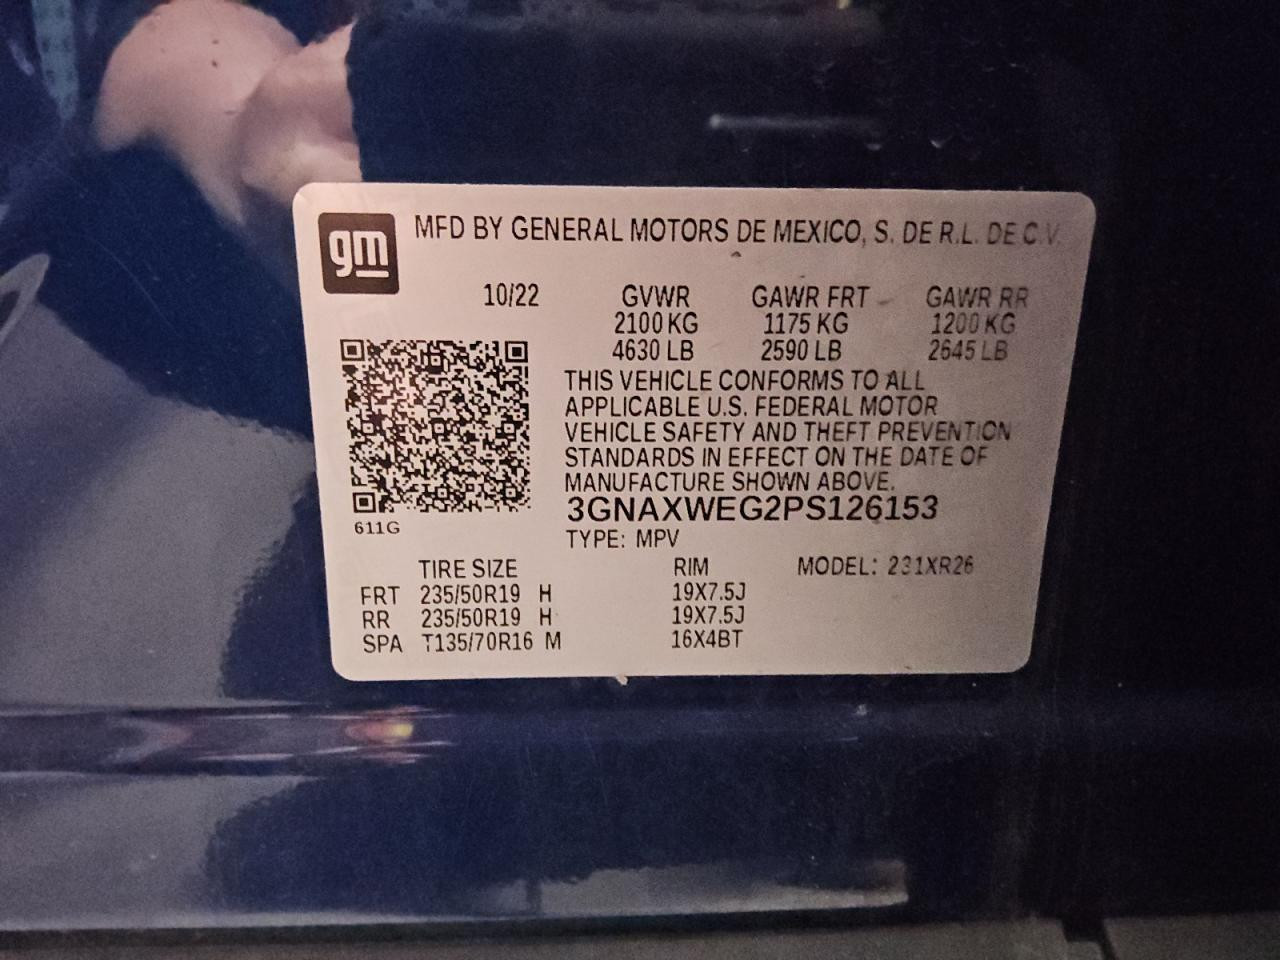 gm
MFD BY GENERAL MOTORS DE MEXICO, S. DE R.L. DE C.V.
10/22 GVWR GAWR FRT GAWR RR
2100 KG 1175 KG 1200 KG
4630 LB 2590 LB 2645 LB
THIS VEHICLE CONFORMS TO ALL
APPLICABLE U.S. FEDERAL MOTOR
VEHICLE SAFETY AND THEFT PREVENTION
STANDARDS IN EFFECT ON THE DATE OF
MANUFACTURE SHOWN ABOVE.
3GNAXWEG2PS126153
611G
TYPE: MPV
TIRE SIZE RIM MODEL: 231XR26
FRT 235/50R19 H 19X7.5J
RR 235/50R19 H 19X7.5J
SPA T135/70R16 M 16X4BT